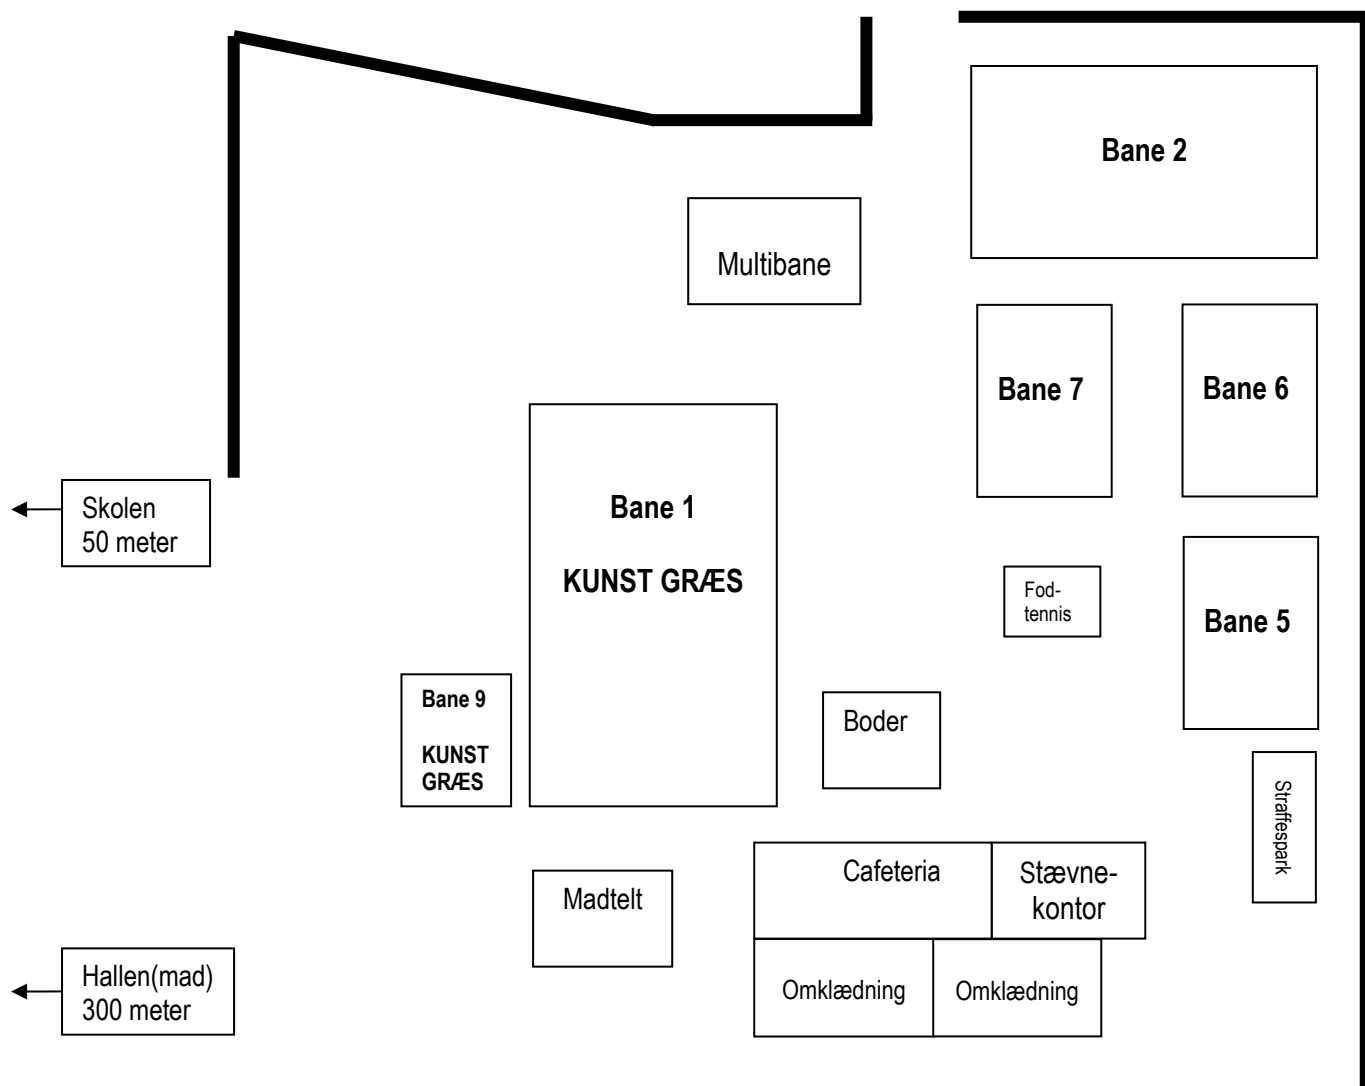 Bane 2
Multibane
Bane 7
Bane 6
Skolen
50 meter
Bane 1
KUNST GRÆS
Fod-
tennis
Bane 5
Bane 9
KUNST
GRÆS
Boder
Straffespark
Madtelt
Cafeteria
Stævne-
kontor
Hallen(mad)
300 meter
Omklædning
Omklædning